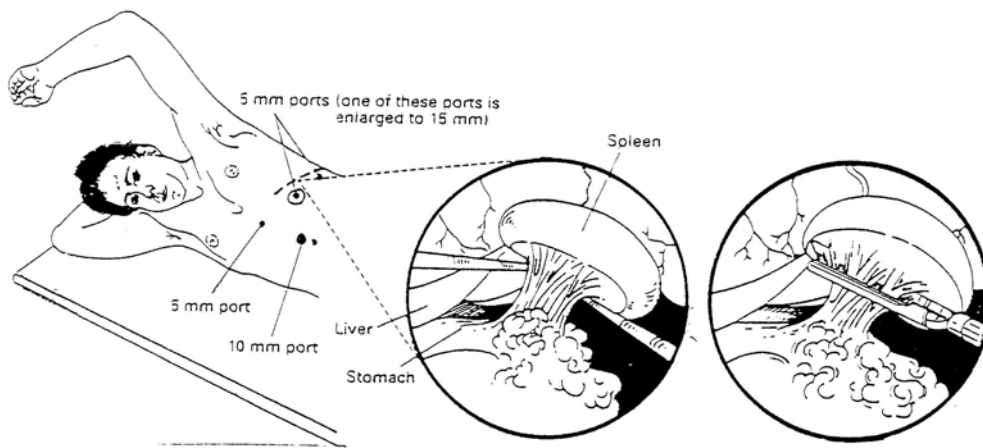 5 mm ports (one of these ports is
enlarged to 15 mm)
Spleen
5 mm port
10 mm port
Liver
Stomach